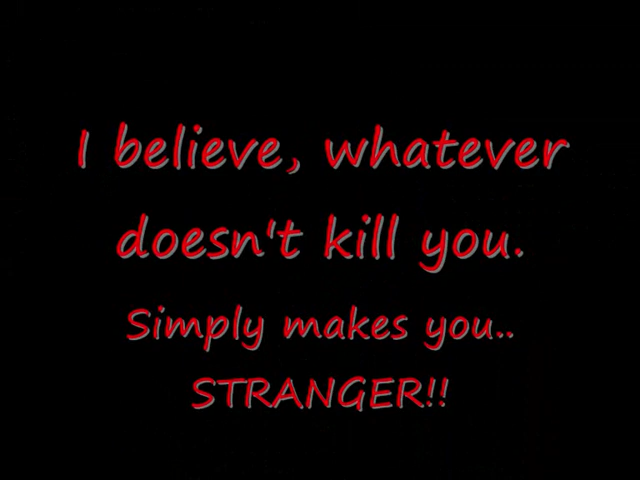 I believe, whatever
doesn't kill you.
Simply makes you..
STRANGER!!